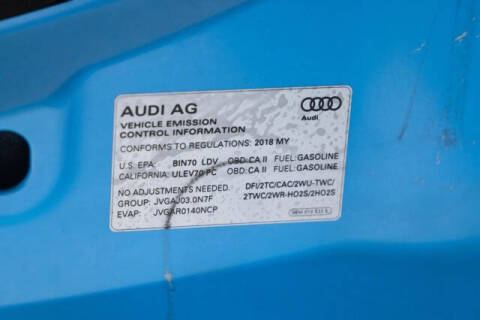 AUDI AG
Audi
VEHICLE EMISSION
CONTROL INFORMATION
CONFORMS TO REGULATIONS: 2018 MY
U.S. EPA: BIN70 LDV OBD:CA II FUEL:GASOLINE
CALIFORNIA: ULEV70 PC OBD:CA II FUEL:GASOLINE
NO ADJUSTMENTS NEEDED. DFI/2TC/CAC/2WU-TWC/
GROUP: JVGAJ03.0N7F 2TWC/2WR-HO2S/2HO2S
EVAP: JVGAR0140NCP